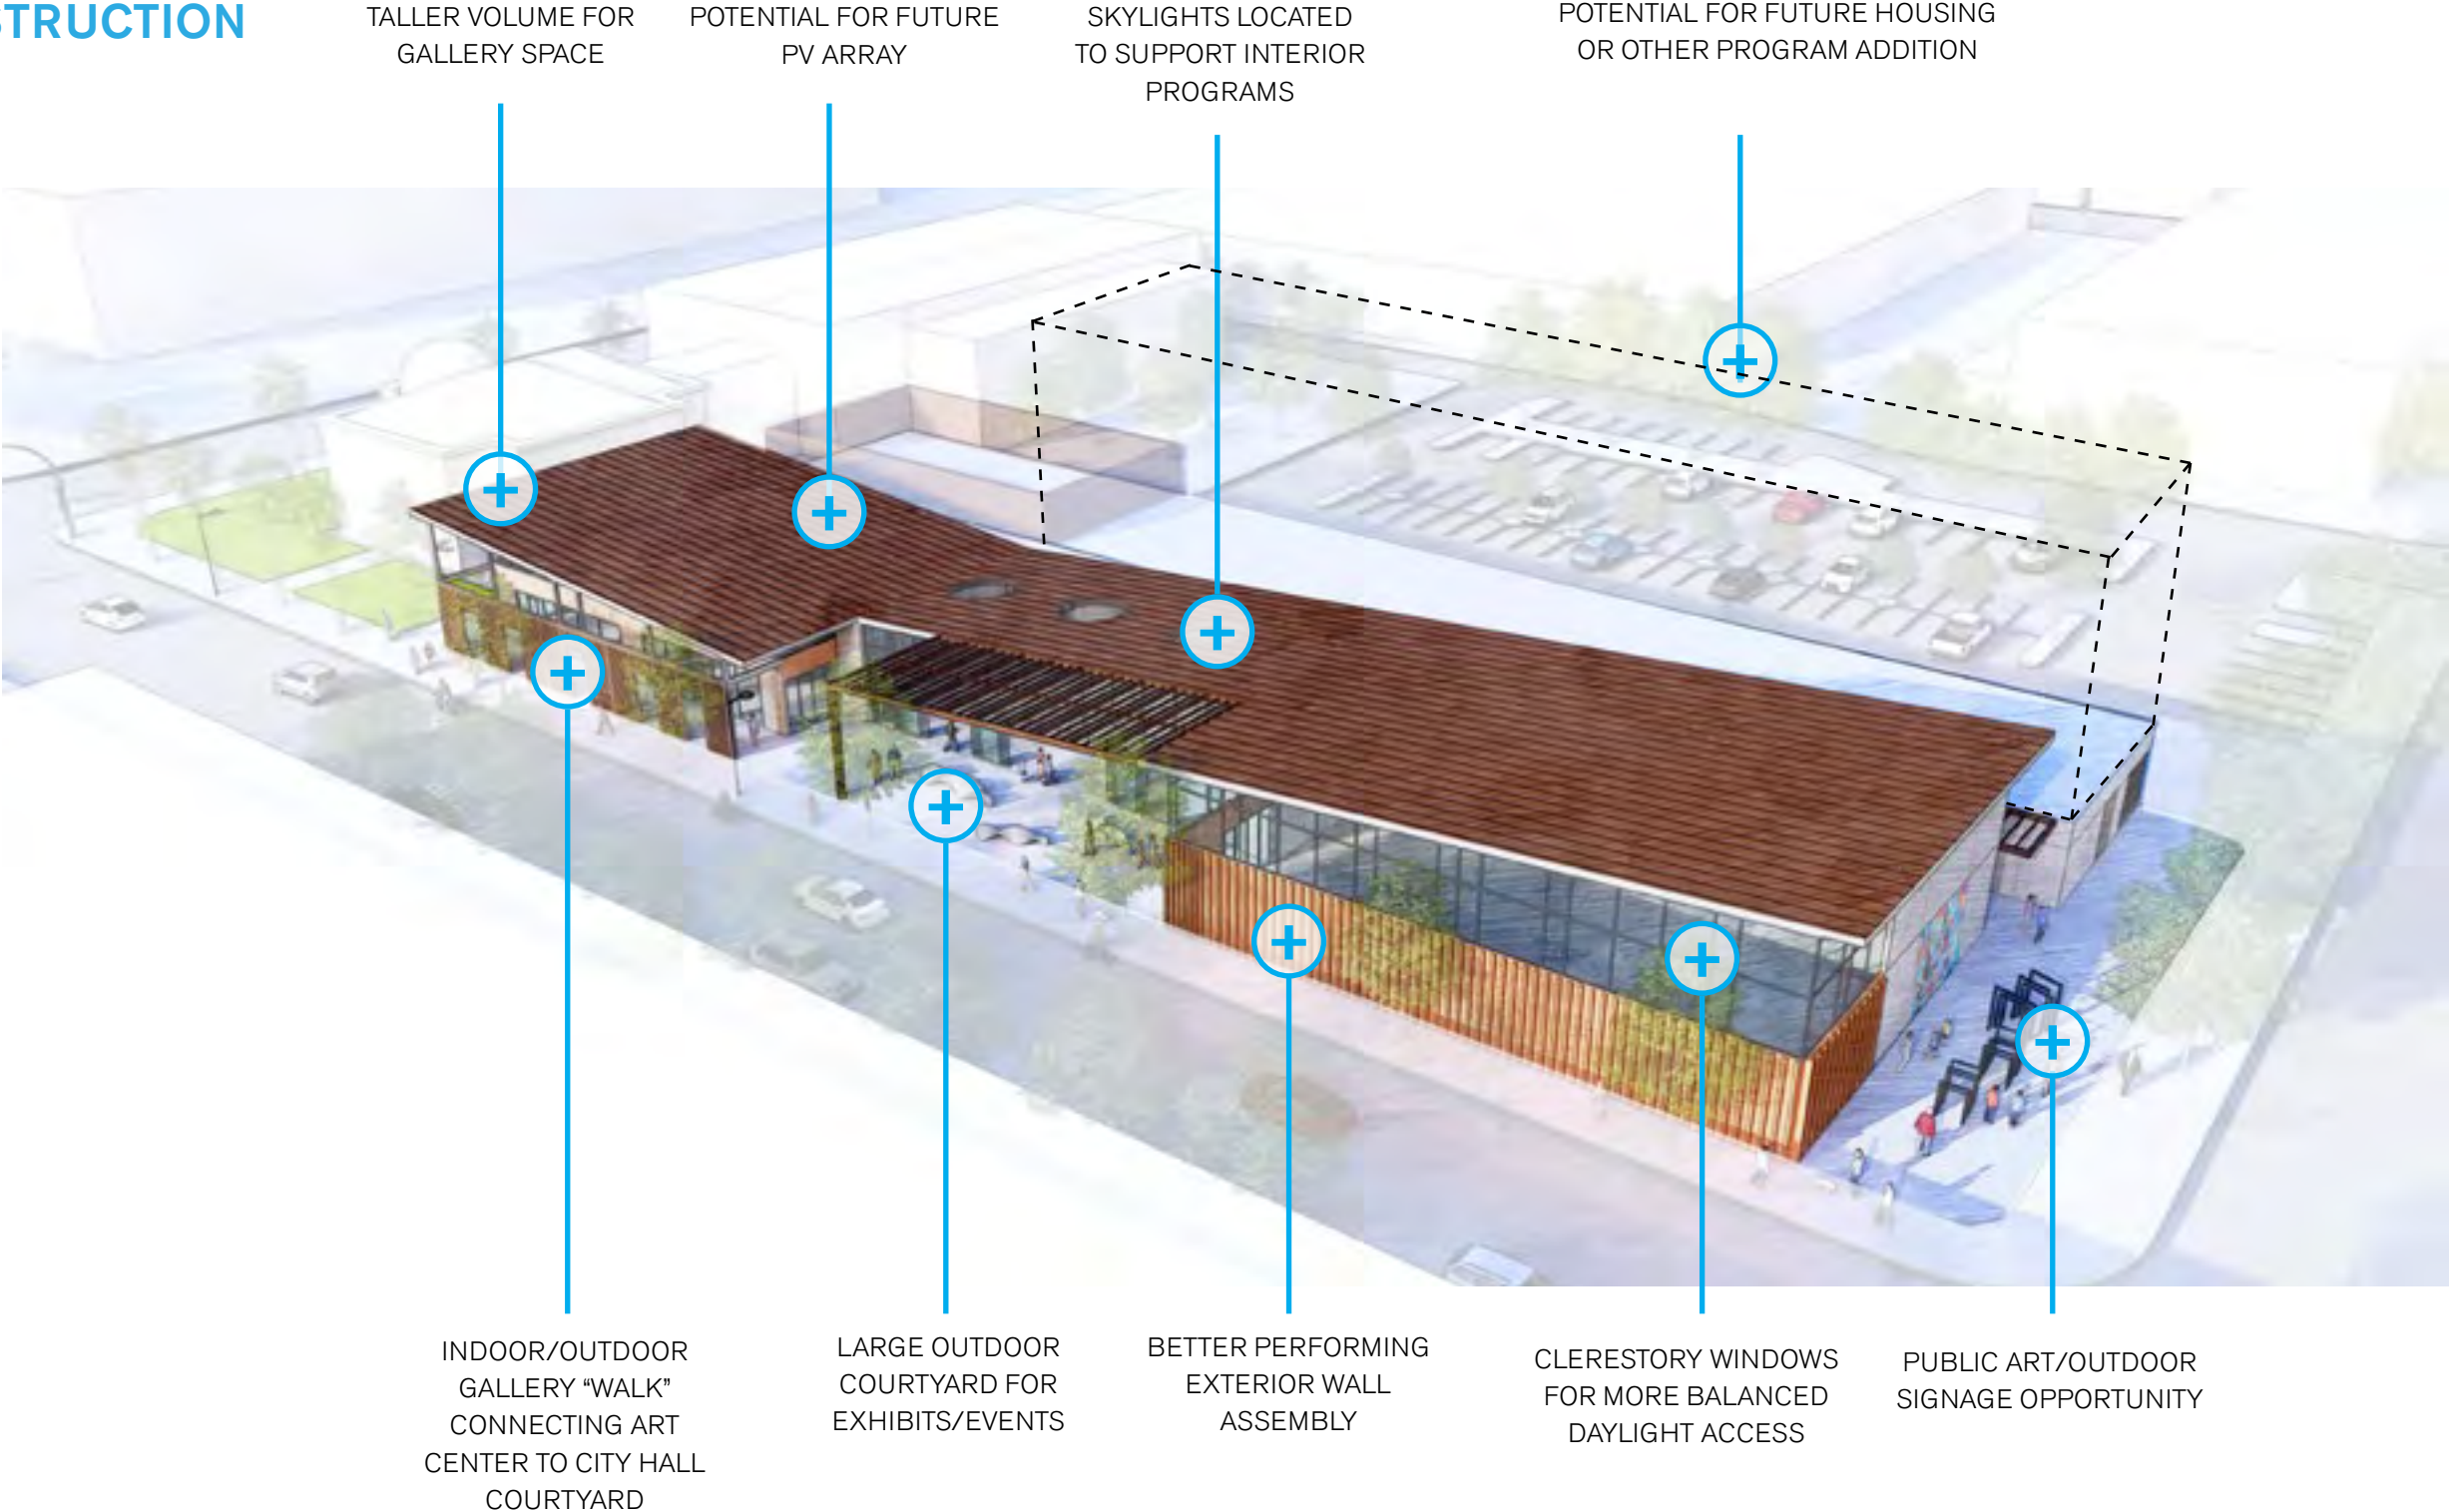 STRUCTION
TALLER VOLUME FOR
GALLERY SPACE
POTENTIAL FOR FUTURE
PV ARRAY
SKYLIGHTS LOCATED
TO SUPPORT INTERIOR
PROGRAMS
POTENTIAL FOR FUTURE HOUSING
OR OTHER PROGRAM ADDITION
INDOOR/OUTDOOR
GALLERY “WALK”
CONNECTING ART
CENTER TO CITY HALL
COURTYARD
LARGE OUTDOOR
COURTYARD FOR
EXHIBITS/EVENTS
BETTER PERFORMING
EXTERIOR WALL
ASSEMBLY
CLERESTORY WINDOWS
FOR MORE BALANCED
DAYLIGHT ACCESS
PUBLIC ART/OUTDOOR
SIGNAGE OPPORTUNITY